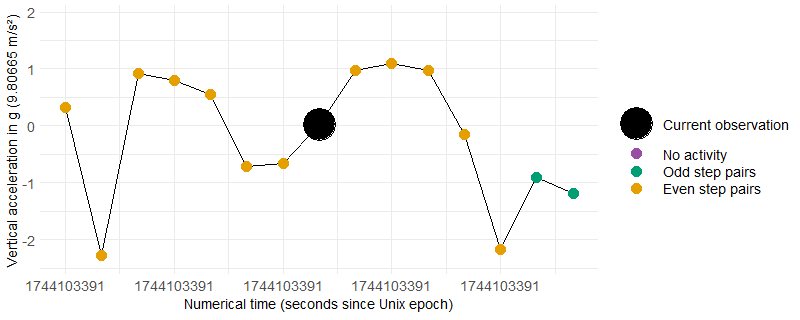 Vertical acceleration in g (9.80665 m/s²)
2
1
0
-1
-2
1744103391 1744103391 1744103391 1744103391 1744103391
Numerical time (seconds since Unix epoch)
Current observation
No activity
Odd step pairs
Even step pairs